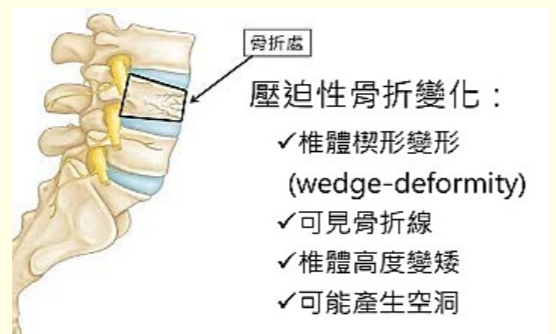 骨折處
壓迫性骨折變化：
✓椎體楔形變形
(wedge-deformity)
✓可見骨折線
✓椎體高度變矮
✓可能產生空洞